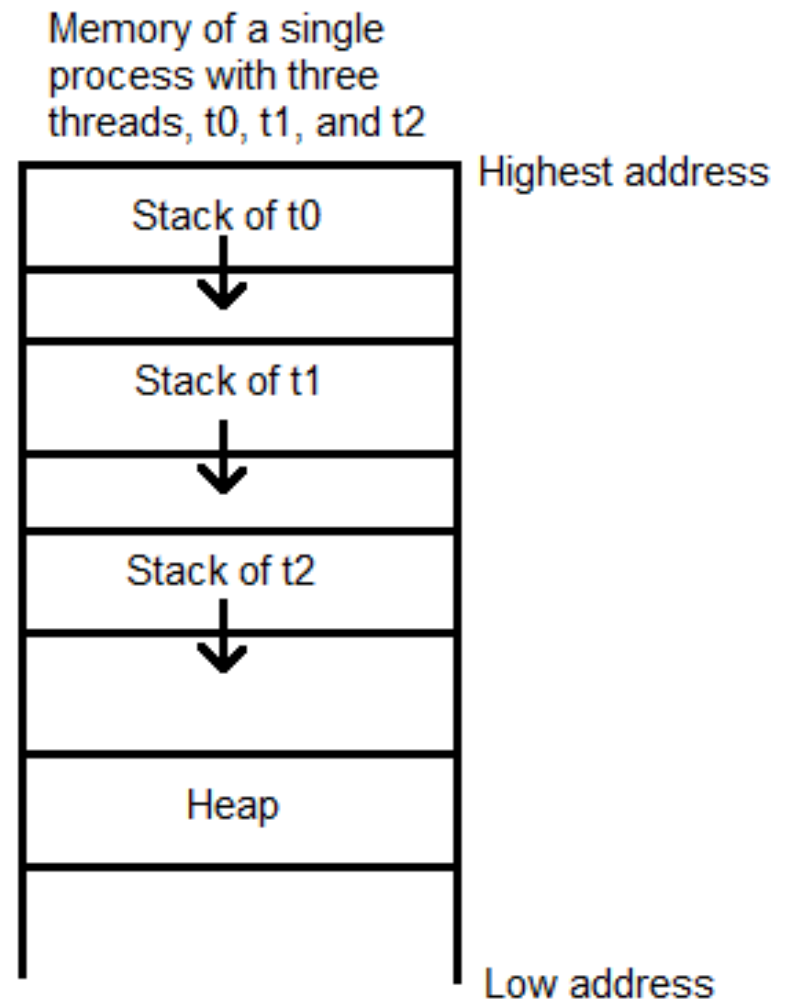 Memory of a single
process with three
threads, t0, t1, and t2
Highest address
Stack of t0
Stack of t1
Stack of t2
Heap
Low address